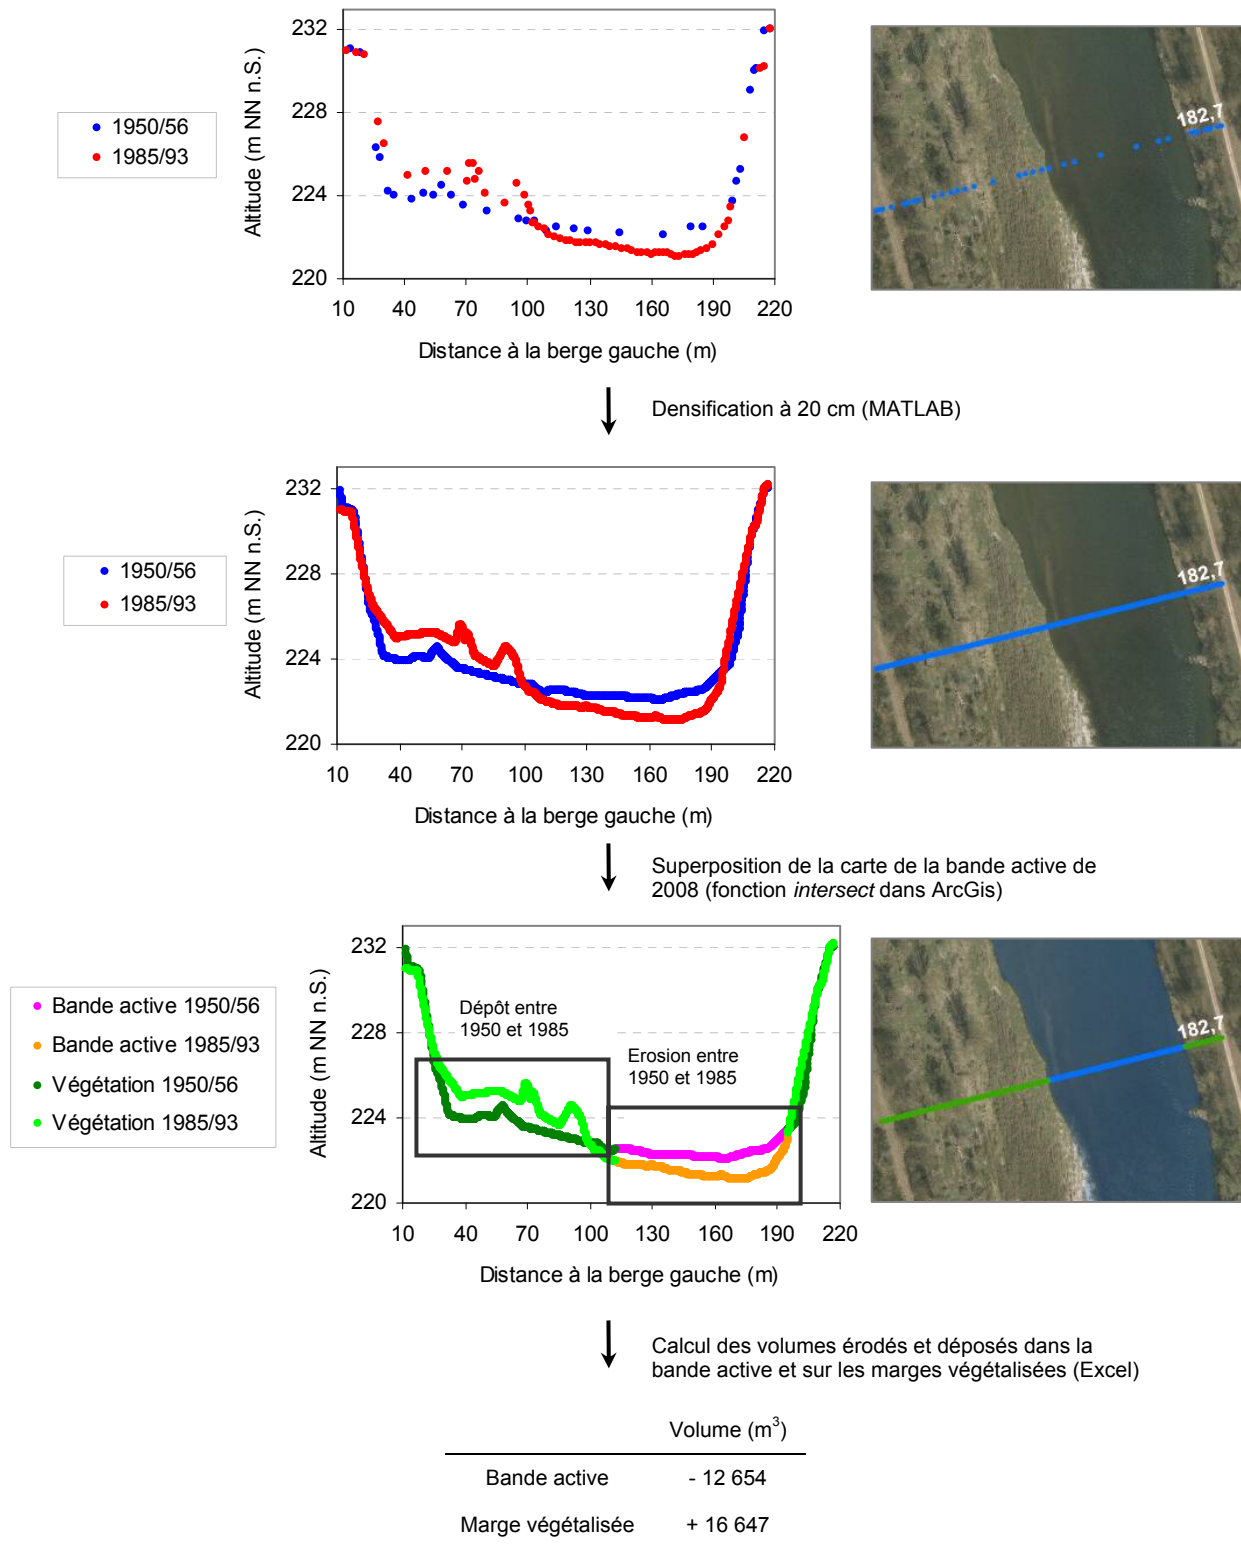 232
228
224
220
Altitude (m NN n.S.)
1950/56
1985/93
10 40 70 100 130 160 190 220
Distance à la berge gauche (m)
182,7
Densification à 20 cm (MATLAB)
232
228
224
220
Altitude (m NN n.S.)
1950/56
1985/93
10 40 70 100 130 160 190 220
Distance à la berge gauche (m)
182,7
Superposition de la carte de la bande active de
2008 (fonction intersect dans ArcGis)
232
228
224
220
Altitude (m NN n.S.)
Bande active 1950/56
Bande active 1985/93
Végétation 1950/56
Végétation 1985/93
Dépôt entre
1950 et 1985
Erosion entre
1950 et 1985
10 40 70 100 130 160 190 220
Distance à la berge gauche (m)
182,7
Calcul des volumes érodés et déposés dans la
bande active et sur les marges végétalisées (Excel)
Volume (m³)
Bande active - 12 654
Marge végétalisée + 16 647